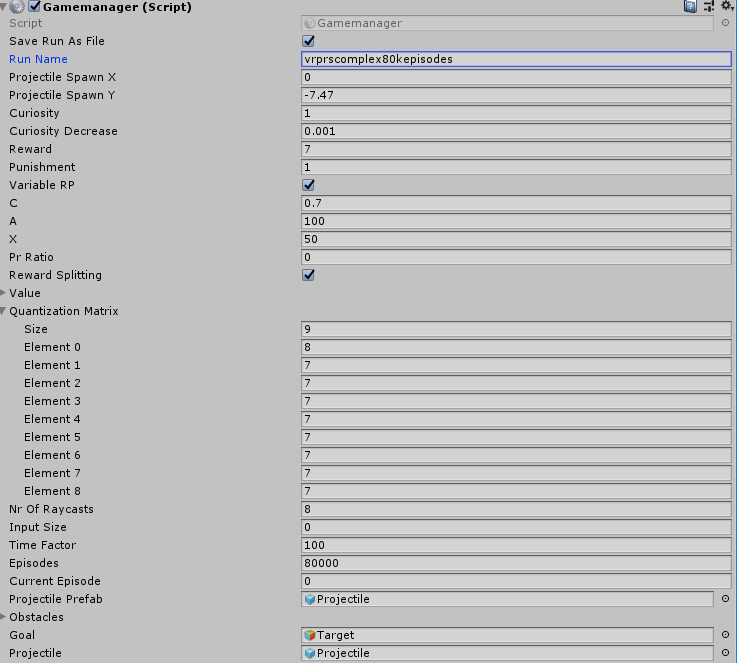 Gamemanager (Script)
Script Gamemanager
Save Run As File
Run Name vrprscomplex80kepisodes
Projectile Spawn X 0
Projectile Spawn Y -7.47
Curiosity 1
Curiosity Decrease 0.001
Reward 7
Punishment 1
Variable RP
C 0.7
A 100
X 50
Pr Ratio 0
Reward Splitting
Value
Quantization Matrix
Size 9
Element 0 8
Element 1 7
Element 2 7
Element 3 7
Element 4 7
Element 5 7
Element 6 7
Element 7 7
Element 8 7
Nr Of Raycasts 8
Input Size 0
Time Factor 100
Episodes 80000
Current Episode 0
Projectile Prefab Projectile
Obstacles
Goal Target
Projectile Projectile